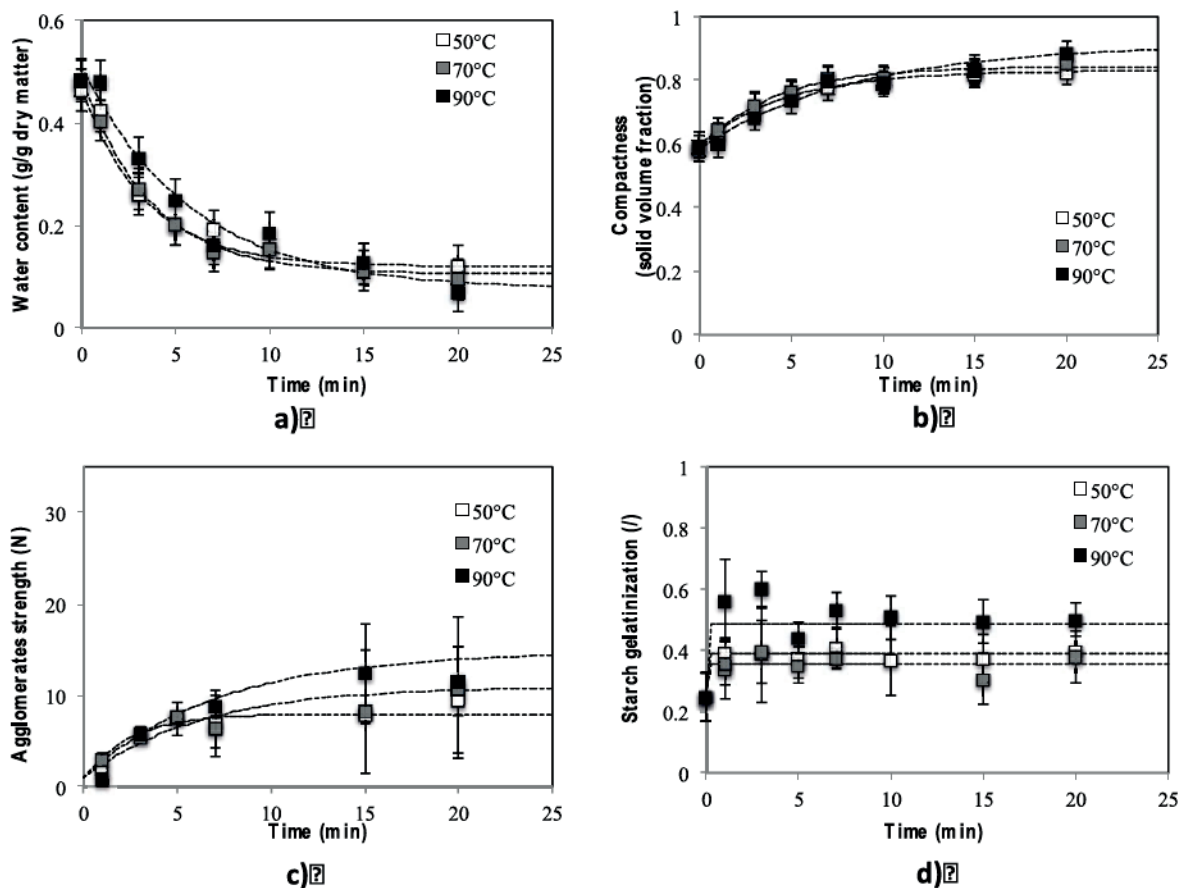 Water content (g/g dry matter)
0.6
0.4
0.2
0
50°C
70°C
90°C
0 5 10 15 20 25
Time (min)
a)⍰
Compactness
(solid volume fraction)
1
0.8
0.6
0.4
0.2
0
50°C
70°C
90°C
0 5 10 15 20 25
Time (min)
b)⍰
Agglomerates strength (N)
30
20
10
0
50°C
70°C
90°C
0 5 10 15 20 25
Time (min)
c)⍰
Starch gelatinization (/)
1
0.8
0.6
0.4
0.2
0
50°C
70°C
90°C
0 5 10 15 20 25
Time (min)
d)⍰